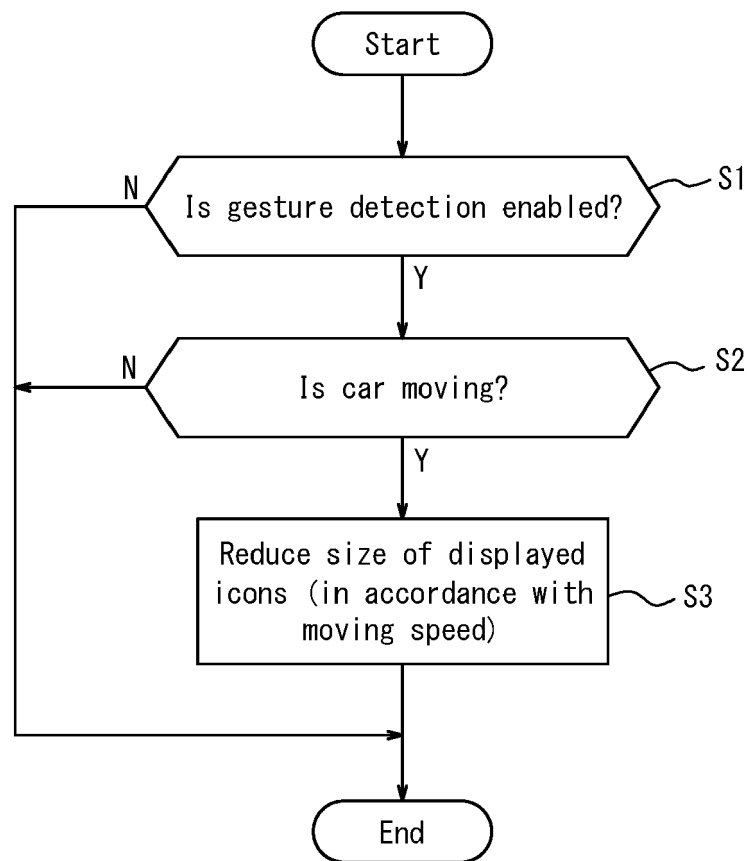 Start
N
Is gesture detection enabled?
S1
Y
N
Is car moving?
S2
Y
Reduce size of displayed
icons (in accordance with
moving speed)
S3
End